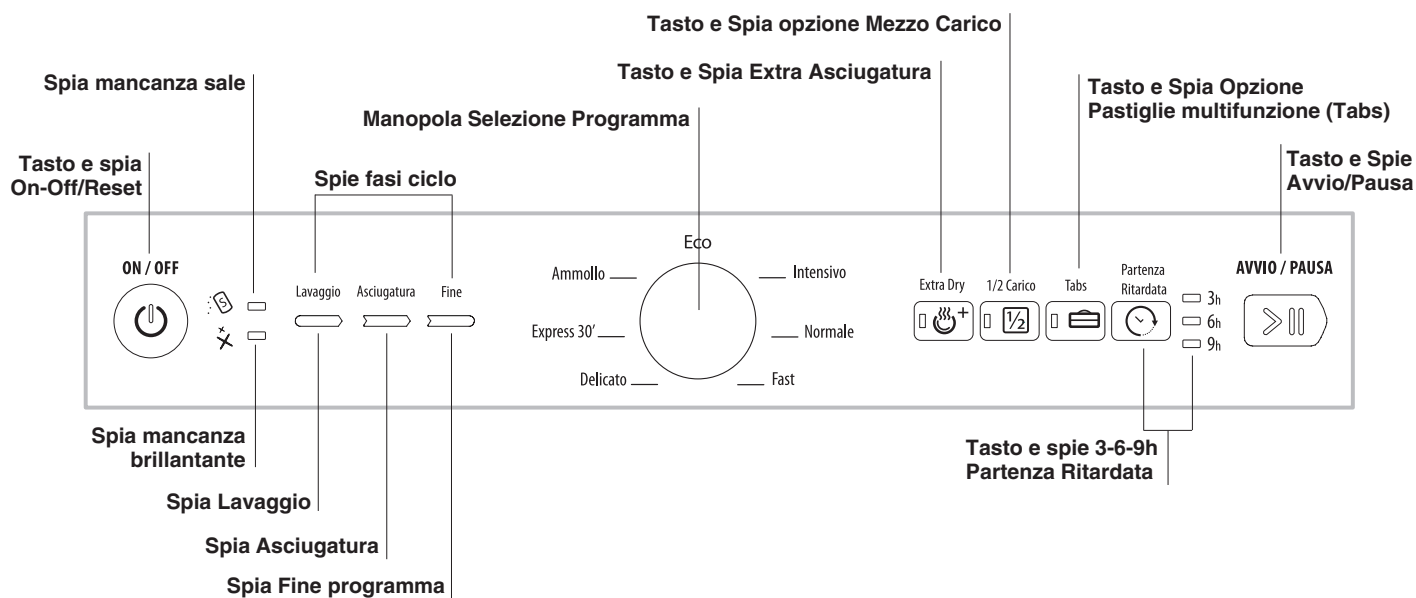 Tasto e Spia opzione Mezzo Carico
Spia mancanza sale
Tasto e Spia Extra Asciugatura
Tasto e Spia Opzione
Pastiglie multifunzione (Tabs)
Manopola Selezione Programma
Tasto e spia
On-Off/Reset
Spie fasi ciclo
Tasto e Spie
Avvio/Pausa
ON / OFF
S
Lavaggio
Asciugatura
Fine
Eco
Ammollo
Intensivo
Express 30'
Normale
Delicato
Fast
Extra Dry
1/2 Carico
1/2
Tabs
Partenza
Ritardata
3h
6h
9h
AVVIO / PAUSA
Spia mancanza
brillantante
Tasto e spie 3-6-9h
Partenza Ritardata
Spia Lavaggio
Spia Asciugatura
Spia Fine programma